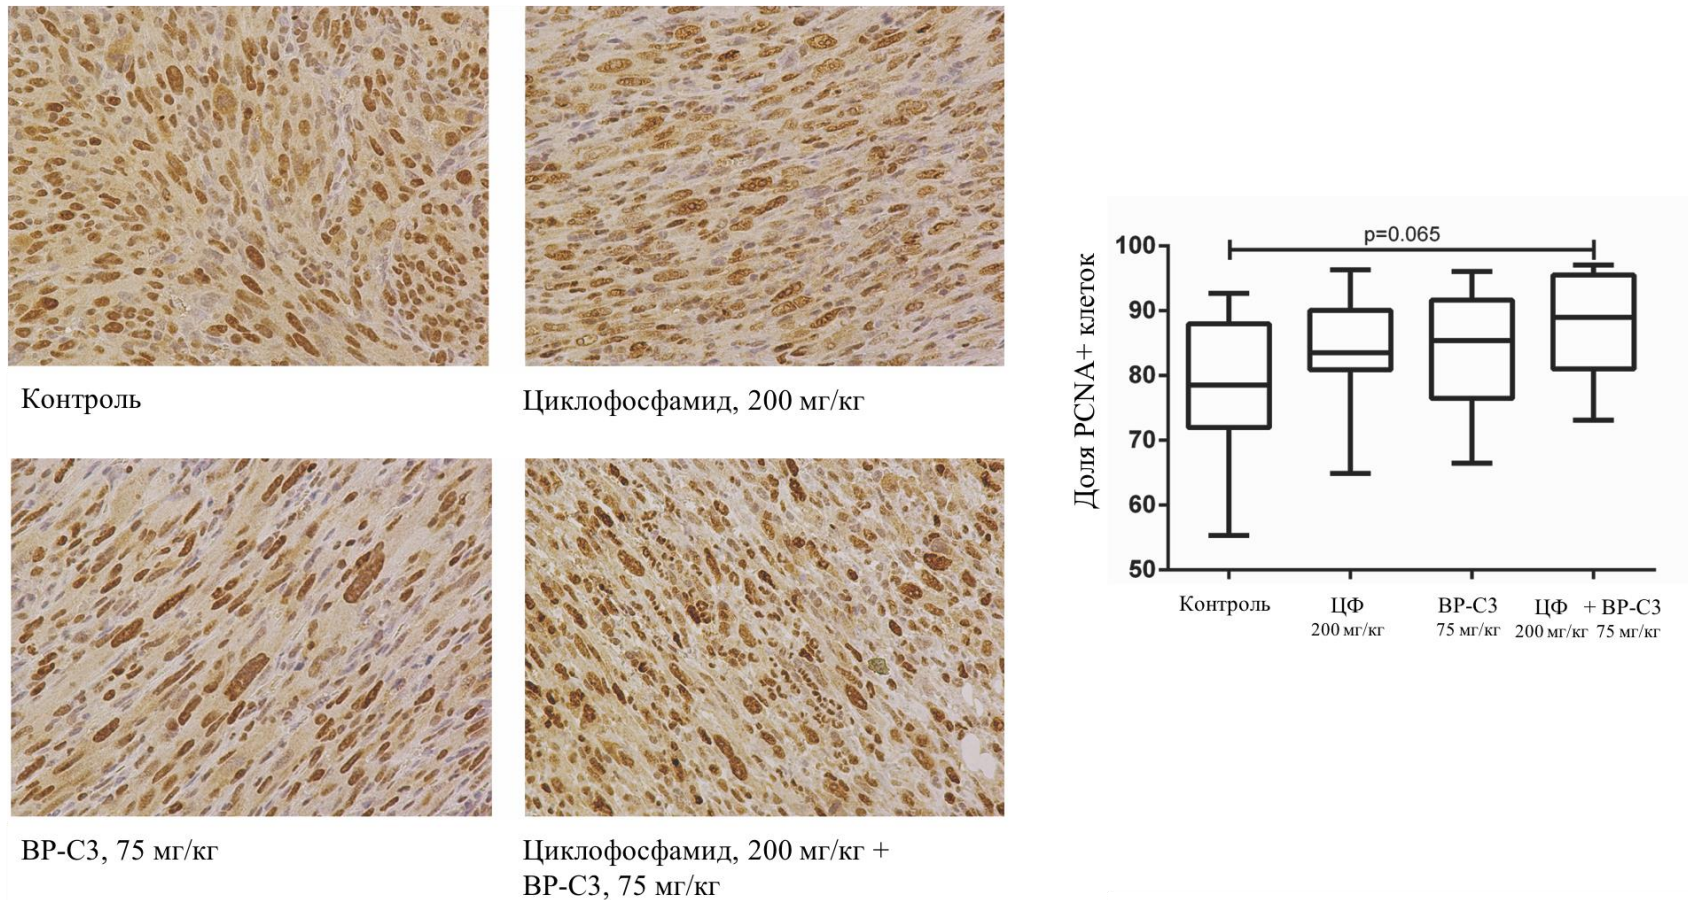 Контроль
Циклофосфамид, 200 мг/кг
BP-C3, 75 мг/кг
Циклофосфамид, 200 мг/кг +
BP-C3, 75 мг/кг
p=0.065
Доля PCNA+ клеток
100
90
80
70
60
50
Контроль
ЦФ
200 мг/кг
BP-C3
75 мг/кг
ЦФ + BP-C3
200 мг/кг 75 мг/кг